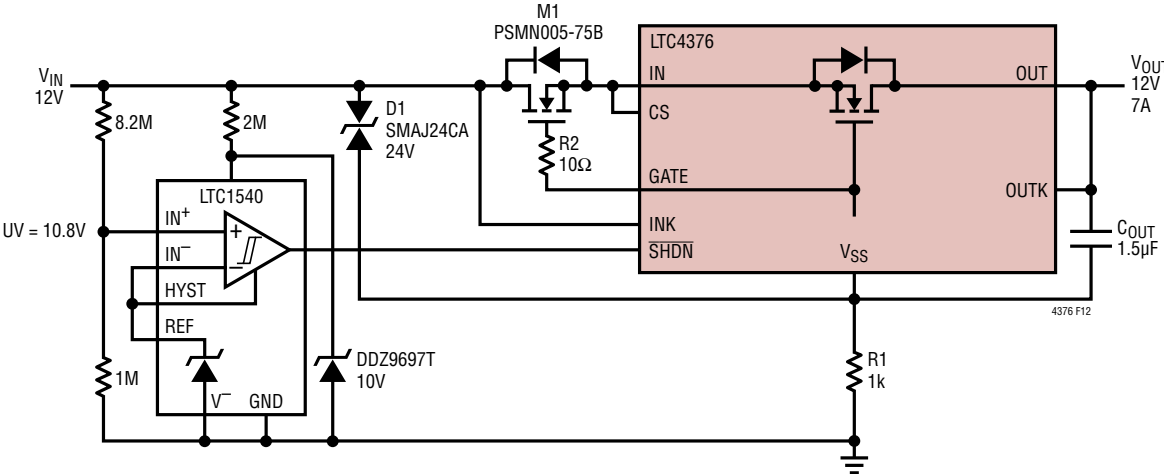 M1
PSMN005-75B
LTC4376
VIN
12V
8.2M
2M
D1
SMAJ24CA
24V
R2
10Ω
IN
CS
GATE
INK
SHDN
OUT
OUTK
VSS
VOUT
12V
7A
COUT
1.5µF
4376 F12
UV = 10.8V
LTC1540
IN+
+
IN–
–
HYST
REF
V–
GND
1M
DDZ9697T
10V
R1
1k